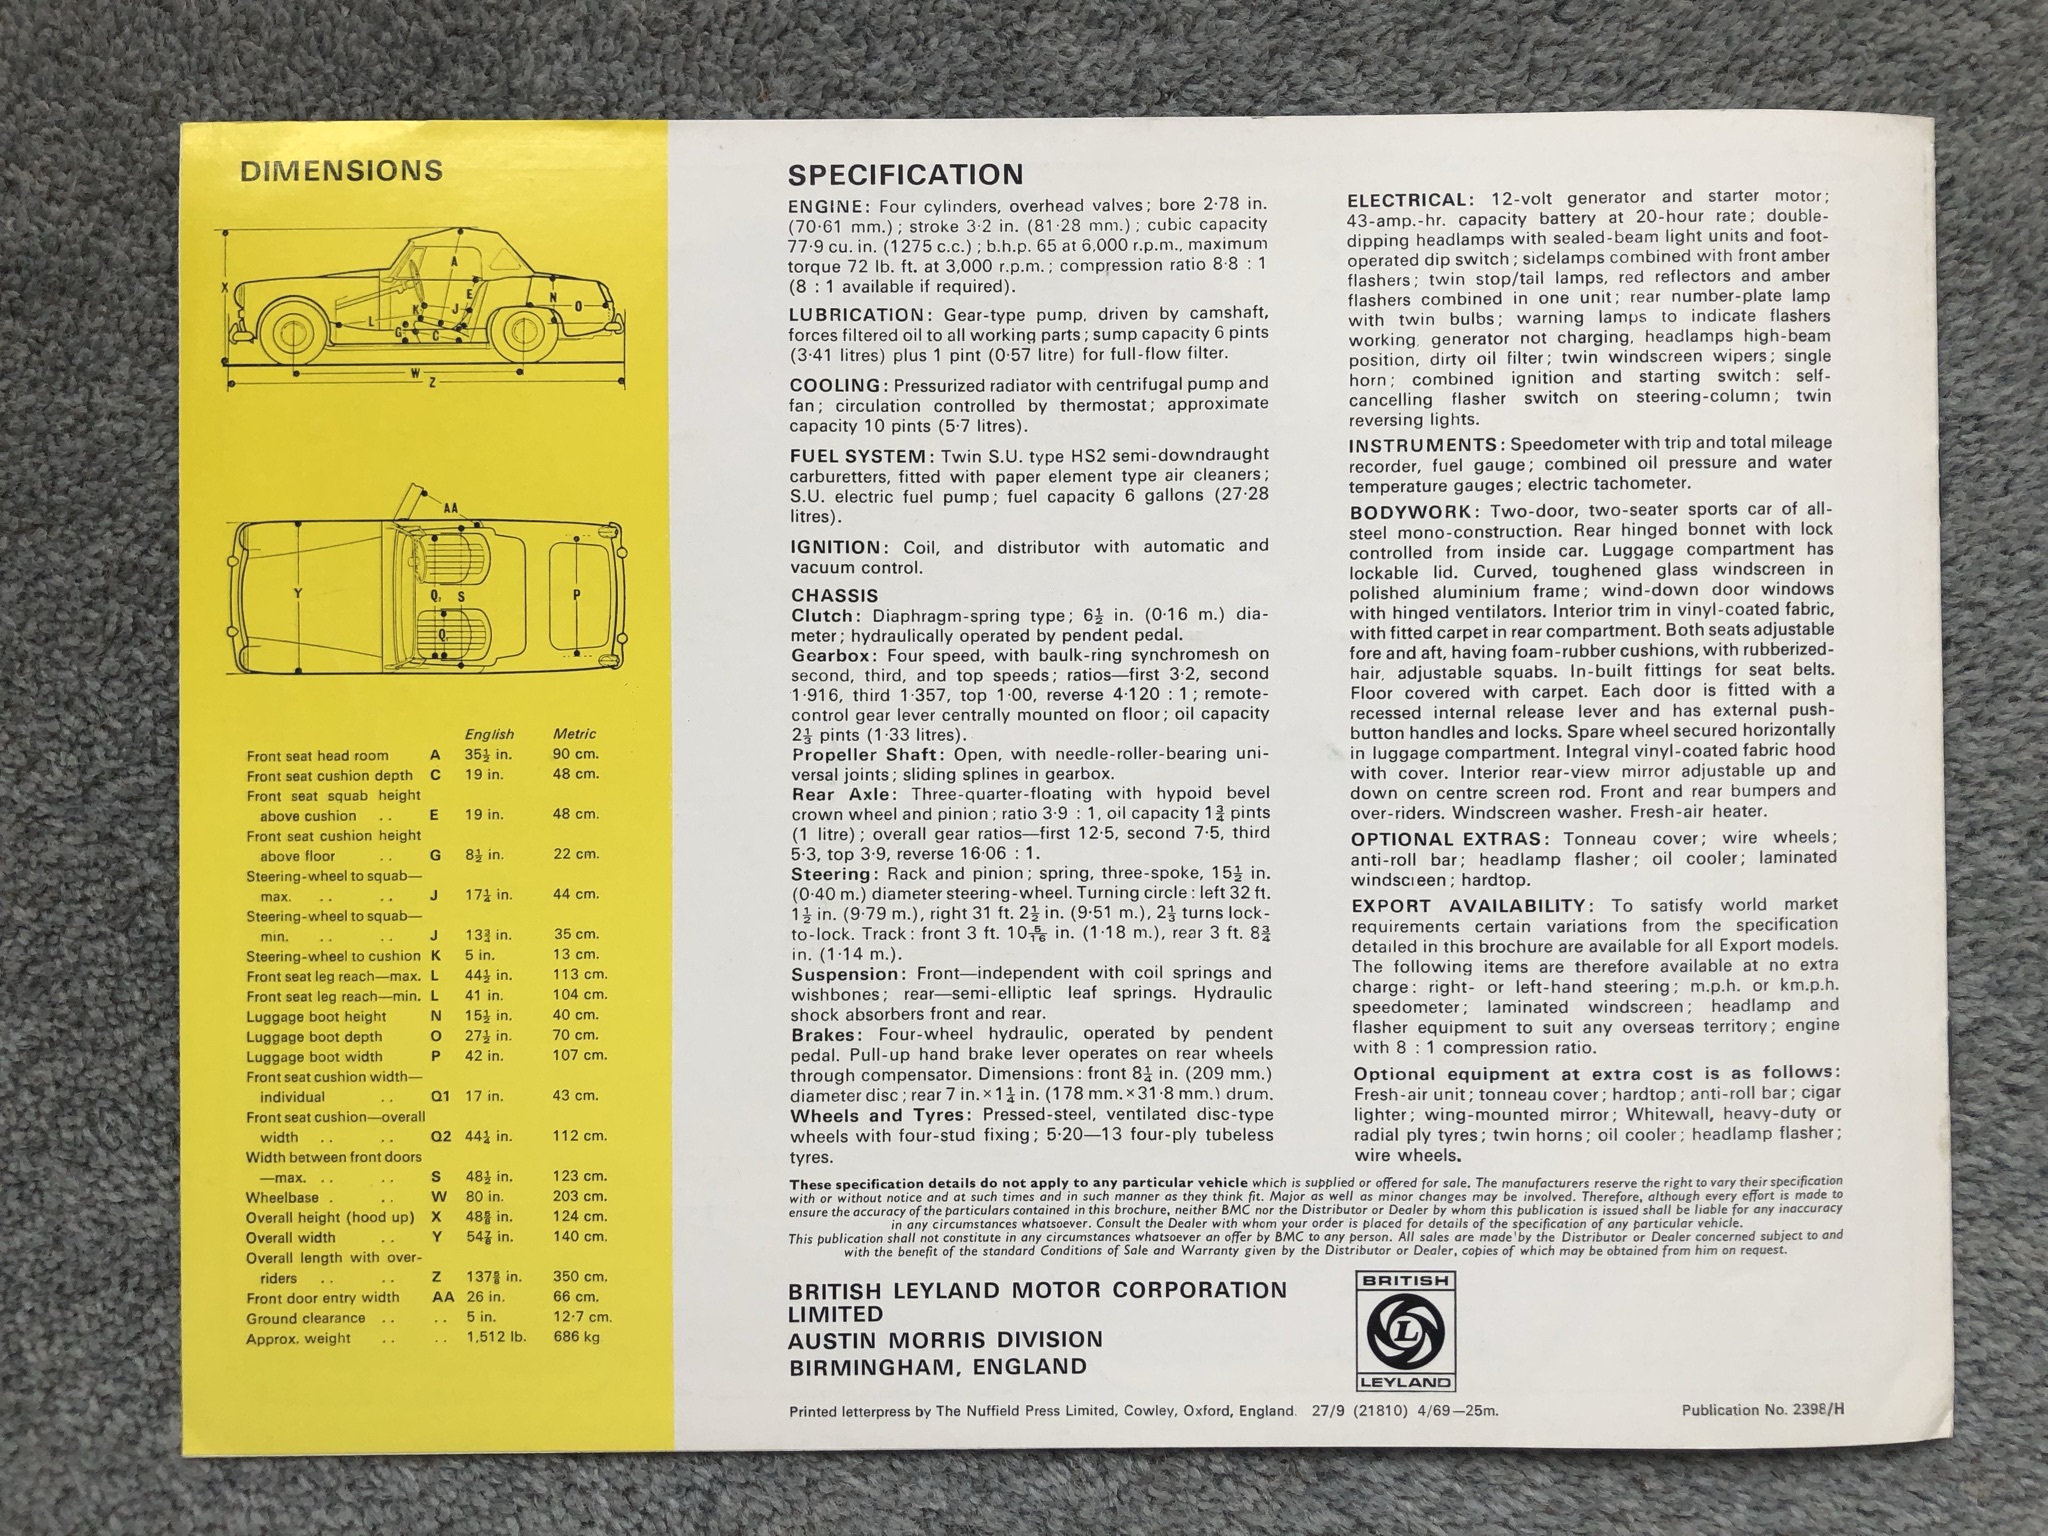 DIMENSIONS
X
A
E
K
J
L
G
C
N
O
W
Z
AA
Y
Q₂
S
Q₁
P
English Metric
Front seat head room A 35½ in. 90 cm.
Front seat cushion depth C 19 in. 48 cm.
Front seat squab height
above cushion .. E 19 in. 48 cm.
Front seat cushion height
above floor .. G 8½ in. 22 cm.
Steering-wheel to squab—
max. .. .. J 17¼ in. 44 cm.
Steering-wheel to squab—
min. .. .. J 13¾ in. 35 cm.
Steering-wheel to cushion K 5 in. 13 cm.
Front seat leg reach—max. L 44½ in. 113 cm.
Front seat leg reach—min. L 41 in. 104 cm.
Luggage boot height N 15½ in. 40 cm.
Luggage boot depth O 27½ in. 70 cm.
Luggage boot width P 42 in. 107 cm.
Front seat cushion width—
individual .. Q1 17 in. 43 cm.
Front seat cushion—overall
width .. .. Q2 44¼ in. 112 cm.
Width between front doors
—max. .. .. S 48½ in. 123 cm.
Wheelbase . .. W 80 in. 203 cm.
Overall height (hood up) X 48⅝ in. 124 cm.
Overall width .. Y 54⅞ in. 140 cm.
Overall length with over-
riders .. .. Z 137⅝ in. 350 cm.
Front door entry width AA 26 in. 66 cm.
Ground clearance .. .. 5 in. 12·7 cm.
Approx. weight .. .. 1,512 lb. 686 kg
SPECIFICATION
ENGINE: Four cylinders, overhead valves; bore 2·78 in.
(70·61 mm.); stroke 3·2 in. (81·28 mm.); cubic capacity
77·9 cu. in. (1275 c.c.); b.h.p. 65 at 6,000 r.p.m., maximum
torque 72 lb. ft. at 3,000 r.p.m.; compression ratio 8·8 : 1
(8 : 1 available if required).
LUBRICATION: Gear-type pump, driven by camshaft,
forces filtered oil to all working parts; sump capacity 6 pints
(3·41 litres) plus 1 pint (0·57 litre) for full-flow filter.
COOLING: Pressurized radiator with centrifugal pump and
fan; circulation controlled by thermostat; approximate
capacity 10 pints (5·7 litres).
FUEL SYSTEM: Twin S.U. type HS2 semi-downdraught
carburetters, fitted with paper element type air cleaners;
S.U. electric fuel pump; fuel capacity 6 gallons (27·28
litres).
IGNITION: Coil, and distributor with automatic and
vacuum control.
CHASSIS
Clutch: Diaphragm-spring type; 6½ in. (0·16 m.) dia-
meter; hydraulically operated by pendent pedal.
Gearbox: Four speed, with baulk-ring synchromesh on
second, third, and top speeds; ratios—first 3·2, second
1·916, third 1·357, top 1·00, reverse 4·120 : 1; remote-
control gear lever centrally mounted on floor; oil capacity
2⅓ pints (1·33 litres).
Propeller Shaft: Open, with needle-roller-bearing uni-
versal joints; sliding splines in gearbox.
Rear Axle: Three-quarter-floating with hypoid bevel
crown wheel and pinion; ratio 3·9 : 1, oil capacity 1¾ pints
(1 litre); overall gear ratios—first 12·5, second 7·5, third
5·3, top 3·9, reverse 16·06 : 1.
Steering: Rack and pinion; spring, three-spoke, 15½ in.
(0·40 m.) diameter steering-wheel. Turning circle: left 32 ft.
1½ in. (9·79 m.), right 31 ft. 2½ in. (9·51 m.), 2⅓ turns lock-
to-lock. Track: front 3 ft. 10 5/16 in. (1·18 m.), rear 3 ft. 8¾
in. (1·14 m.).
Suspension: Front—independent with coil springs and
wishbones; rear—semi-elliptic leaf springs. Hydraulic
shock absorbers front and rear.
Brakes: Four-wheel hydraulic, operated by pendent
pedal. Pull-up hand brake lever operates on rear wheels
through compensator. Dimensions: front 8¼ in. (209 mm.)
diameter disc; rear 7 in. × 1¼ in. (178 mm. × 31·8 mm.) drum.
Wheels and Tyres: Pressed-steel, ventilated disc-type
wheels with four-stud fixing; 5·20—13 four-ply tubeless
tyres.
ELECTRICAL: 12-volt generator and starter motor;
43-amp.-hr. capacity battery at 20-hour rate; double-
dipping headlamps with sealed-beam light units and foot-
operated dip switch; sidelamps combined with front amber
flashers; twin stop/tail lamps, red reflectors and amber
flashers combined in one unit; rear number-plate lamp
with twin bulbs; warning lamps to indicate flashers
working, generator not charging, headlamps high-beam
position, dirty oil filter; twin windscreen wipers; single
horn; combined ignition and starting switch: self-
cancelling flasher switch on steering-column; twin
reversing lights.
INSTRUMENTS: Speedometer with trip and total mileage
recorder, fuel gauge; combined oil pressure and water
temperature gauges; electric tachometer.
BODYWORK: Two-door, two-seater sports car of all-
steel mono-construction. Rear hinged bonnet with lock
controlled from inside car. Luggage compartment has
lockable lid. Curved, toughened glass windscreen in
polished aluminium frame; wind-down door windows
with hinged ventilators. Interior trim in vinyl-coated fabric,
with fitted carpet in rear compartment. Both seats adjustable
fore and aft, having foam-rubber cushions, with rubberized-
hair, adjustable squabs. In-built fittings for seat belts.
Floor covered with carpet. Each door is fitted with a
recessed internal release lever and has external push-
button handles and locks. Spare wheel secured horizontally
in luggage compartment. Integral vinyl-coated fabric hood
with cover. Interior rear-view mirror adjustable up and
down on centre screen rod. Front and rear bumpers and
over-riders. Windscreen washer. Fresh-air heater.
OPTIONAL EXTRAS: Tonneau cover; wire wheels;
anti-roll bar; headlamp flasher; oil cooler; laminated
windscreen; hardtop.
EXPORT AVAILABILITY: To satisfy world market
requirements certain variations from the specification
detailed in this brochure are available for all Export models.
The following items are therefore available at no extra
charge: right- or left-hand steering; m.p.h. or km.p.h.
speedometer; laminated windscreen; headlamp and
flasher equipment to suit any overseas territory; engine
with 8 : 1 compression ratio.
Optional equipment at extra cost is as follows:
Fresh-air unit; tonneau cover; hardtop; anti-roll bar; cigar
lighter; wing-mounted mirror; Whitewall, heavy-duty or
radial ply tyres; twin horns; oil cooler; headlamp flasher;
wire wheels.
These specification details do not apply to any particular vehicle which is supplied or offered for sale. The manufacturers reserve the right to vary their specification
with or without notice and at such times and in such manner as they think fit. Major as well as minor changes may be involved. Therefore, although every effort is made to
ensure the accuracy of the particulars contained in this brochure, neither BMC nor the Distributor or Dealer by whom this publication is issued shall be liable for any inaccuracy
in any circumstances whatsoever. Consult the Dealer with whom your order is placed for details of the specification of any particular vehicle.
This publication shall not constitute in any circumstances whatsoever an offer by BMC to any person. All sales are made by the Distributor or Dealer concerned subject to and
with the benefit of the standard Conditions of Sale and Warranty given by the Distributor or Dealer, copies of which may be obtained from him on request.
BRITISH LEYLAND MOTOR CORPORATION
LIMITED
AUSTIN MORRIS DIVISION
BIRMINGHAM, ENGLAND
BRITISH
L
LEYLAND
Printed letterpress by The Nuffield Press Limited, Cowley, Oxford, England. 27/9 (21810) 4/69—25m.
Publication No. 2398/H